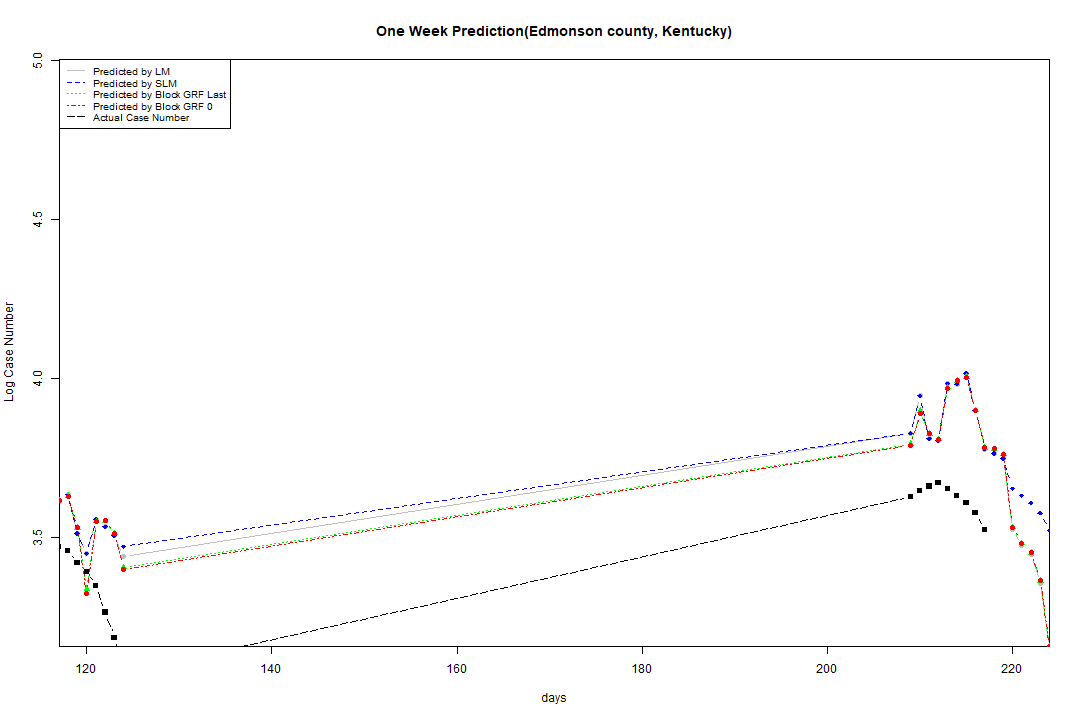 One Week Prediction(Edmonson county, Kentucky)
Predicted by LM
Predicted by SLM
Predicted by Block GRF Last
Predicted by Block GRF 0
Actual Case Number
5.0
4.5
4.0
3.5
Log Case Number
120 140 160 180 200 220
days